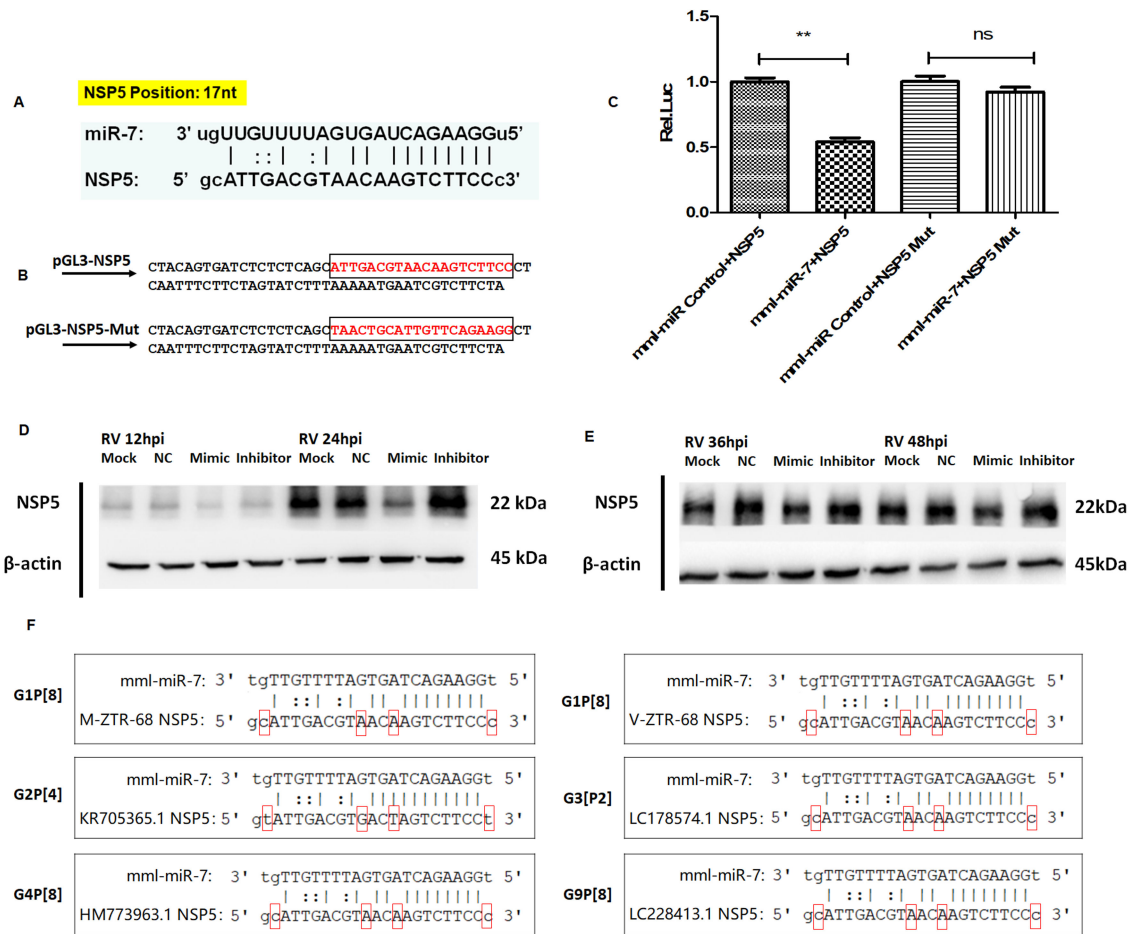 A
NSP5 Position: 17nt
miR-7: 3' ugUUGUUUUAGUGAUCAGAAGGu5'
NSP5: 5' gcATTGACGTAACAAGTCTTCCc3'
B
pGL3-NSP5
CTACAGTGATCTCTCTCAGCATTGACGTAACAAGTCTTCCCT
CAATTTCTTCTAGTATCTTTAAAAATGAATCGTCTTCTA
pGL3-NSP5-Mut
CTACAGTGATCTCTCTCAGCTAACTGCATTGTTCAGAAGGCT
CAATTTCTTCTAGTATCTTTAAAAATGAATCGTCTTCTA
C
Rel.Luc
1.5
1.0
0.5
0.0
**
ns
mml-miR Control+NSP5
mml-miR-7+NSP5
mml-miR Control+NSP5 Mut
mml-miR-7+NSP5 Mut
D
RV 12hpi RV 24hpi
Mock NC Mimic Inhibitor Mock NC Mimic Inhibitor
NSP5 22 kDa
β-actin 45 kDa
E
RV 36hpi RV 48hpi
Mock NC Mimic Inhibitor Mock NC Mimic Inhibitor
NSP5 22kDa
β-actin 45kDa
F
G1P[8]
mml-miR-7: 3' tgTTGTTTTAGTGATCAGAAGGt 5'
M-ZTR-68 NSP5: 5' gcATTGACGTAACAAGTCTTCCc 3'
G1P[8]
mml-miR-7: 3' tgTTGTTTTAGTGATCAGAAGGt 5'
V-ZTR-68 NSP5: 5' gcATTGACGTAACAAGTCTTCCc 3'
G2P[4]
mml-miR-7: 3' tgTTGTTTTAGTGATCAGAAGGt 5'
KR705365.1 NSP5: 5' gtATTGACGTGACTAGTCTTCCt 3'
G3[P2]
mml-miR-7: 3' tgTTGTTTTAGTGATCAGAAGGt 5'
LC178574.1 NSP5: 5' gcATTGACGTAACAAGTCTTCCc 3'
G4P[8]
mml-miR-7: 3' tgTTGTTTTAGTGATCAGAAGGt 5'
HM773963.1 NSP5: 5' gcATTGACGTAACAAGTCTTCCc 3'
G9P[8]
mml-miR-7: 3' tgTTGTTTTAGTGATCAGAAGGt 5'
LC228413.1 NSP5: 5' gcATTGACGTAACAAGTCTTCCc 3'